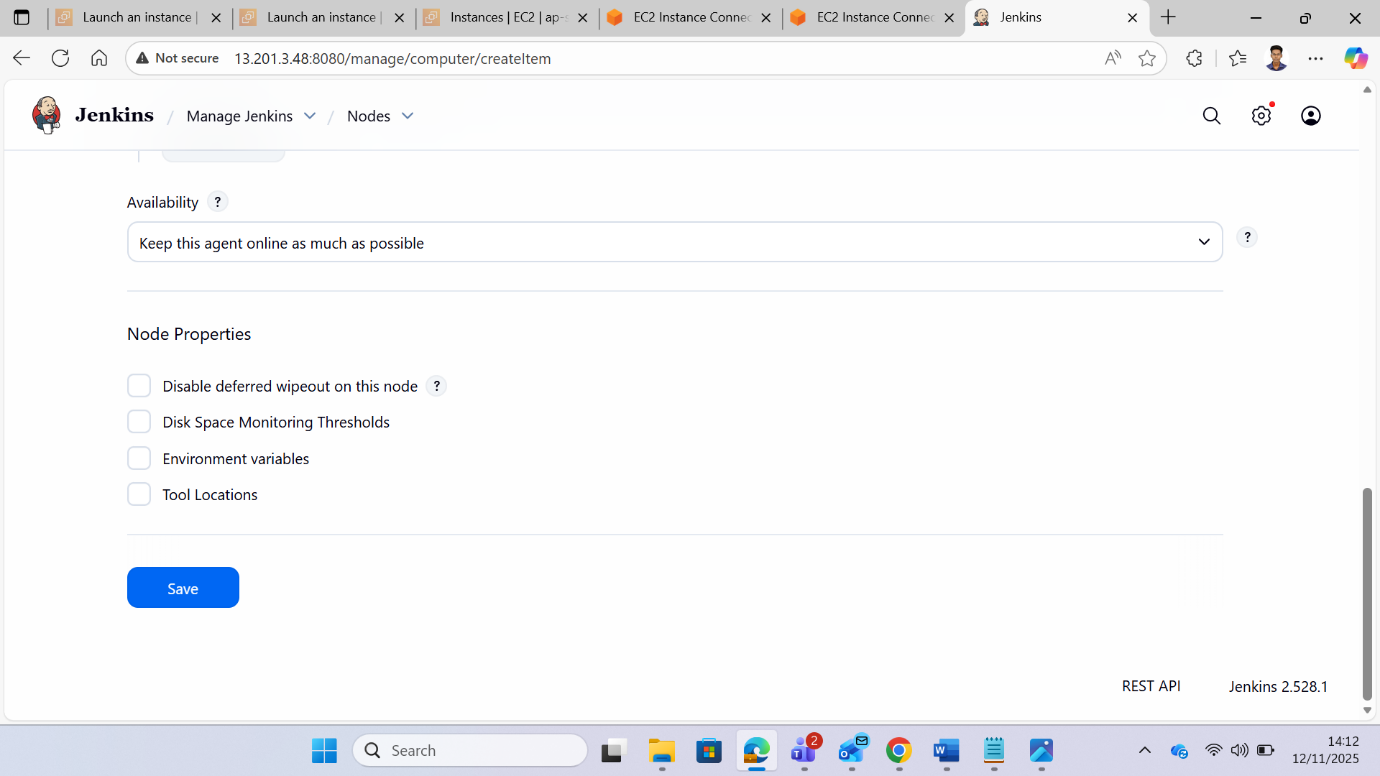 Launch an instance |
Launch an instance |
Instances | EC2 | ap-s
EC2 Instance Connec
EC2 Instance Connec
Jenkins
Not secure
13.201.3.48:8080/manage/computer/createItem
Jenkins / Manage Jenkins / Nodes
Availability ?
Keep this agent online as much as possible
?
Node Properties
Disable deferred wipeout on this node ?
Disk Space Monitoring Thresholds
Environment variables
Tool Locations
Save
REST API
Jenkins 2.528.1
Search
2
14:12
12/11/2025